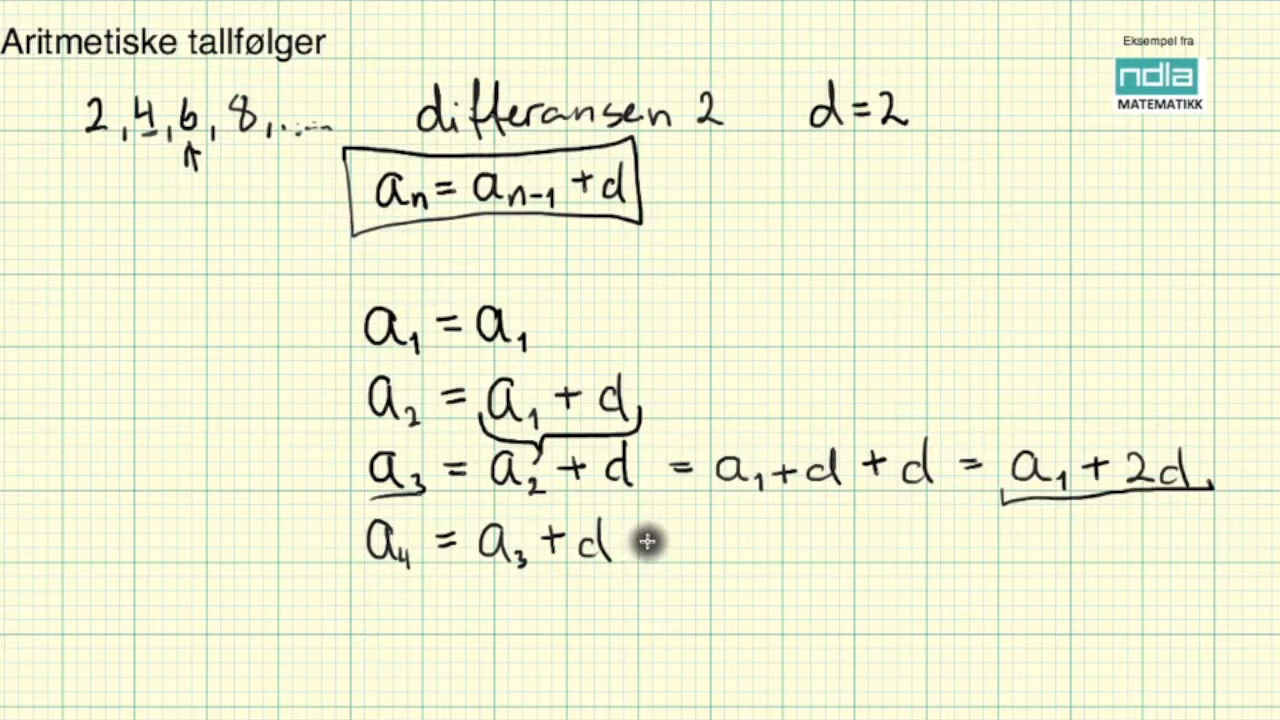 Aritmetiske tallfølger
Eksempel fra
ndla
MATEMATIKK
2, 4, 6, 8, ..... differansen 2 d = 2
aₙ = aₙ₋₁ + d
a₁ = a₁
a₂ = a₁ + d
a₃ = a₂ + d = a₁ + d + d = a₁ + 2d
a₄ = a₃ + d